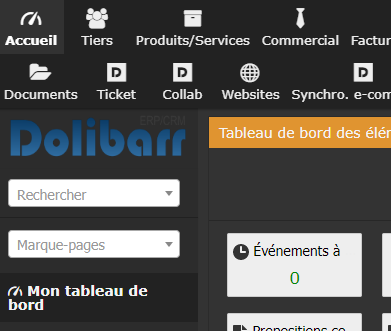 Accueil Tiers Produits/Services Commercial Factur
Documents Ticket Collab Websites Synchro. e-com
ERP/CRM
Dolibarr
Tableau de bord des élé
Rechercher
Marque-pages
Événements à
0
Mon tableau de
bord
Propositions co